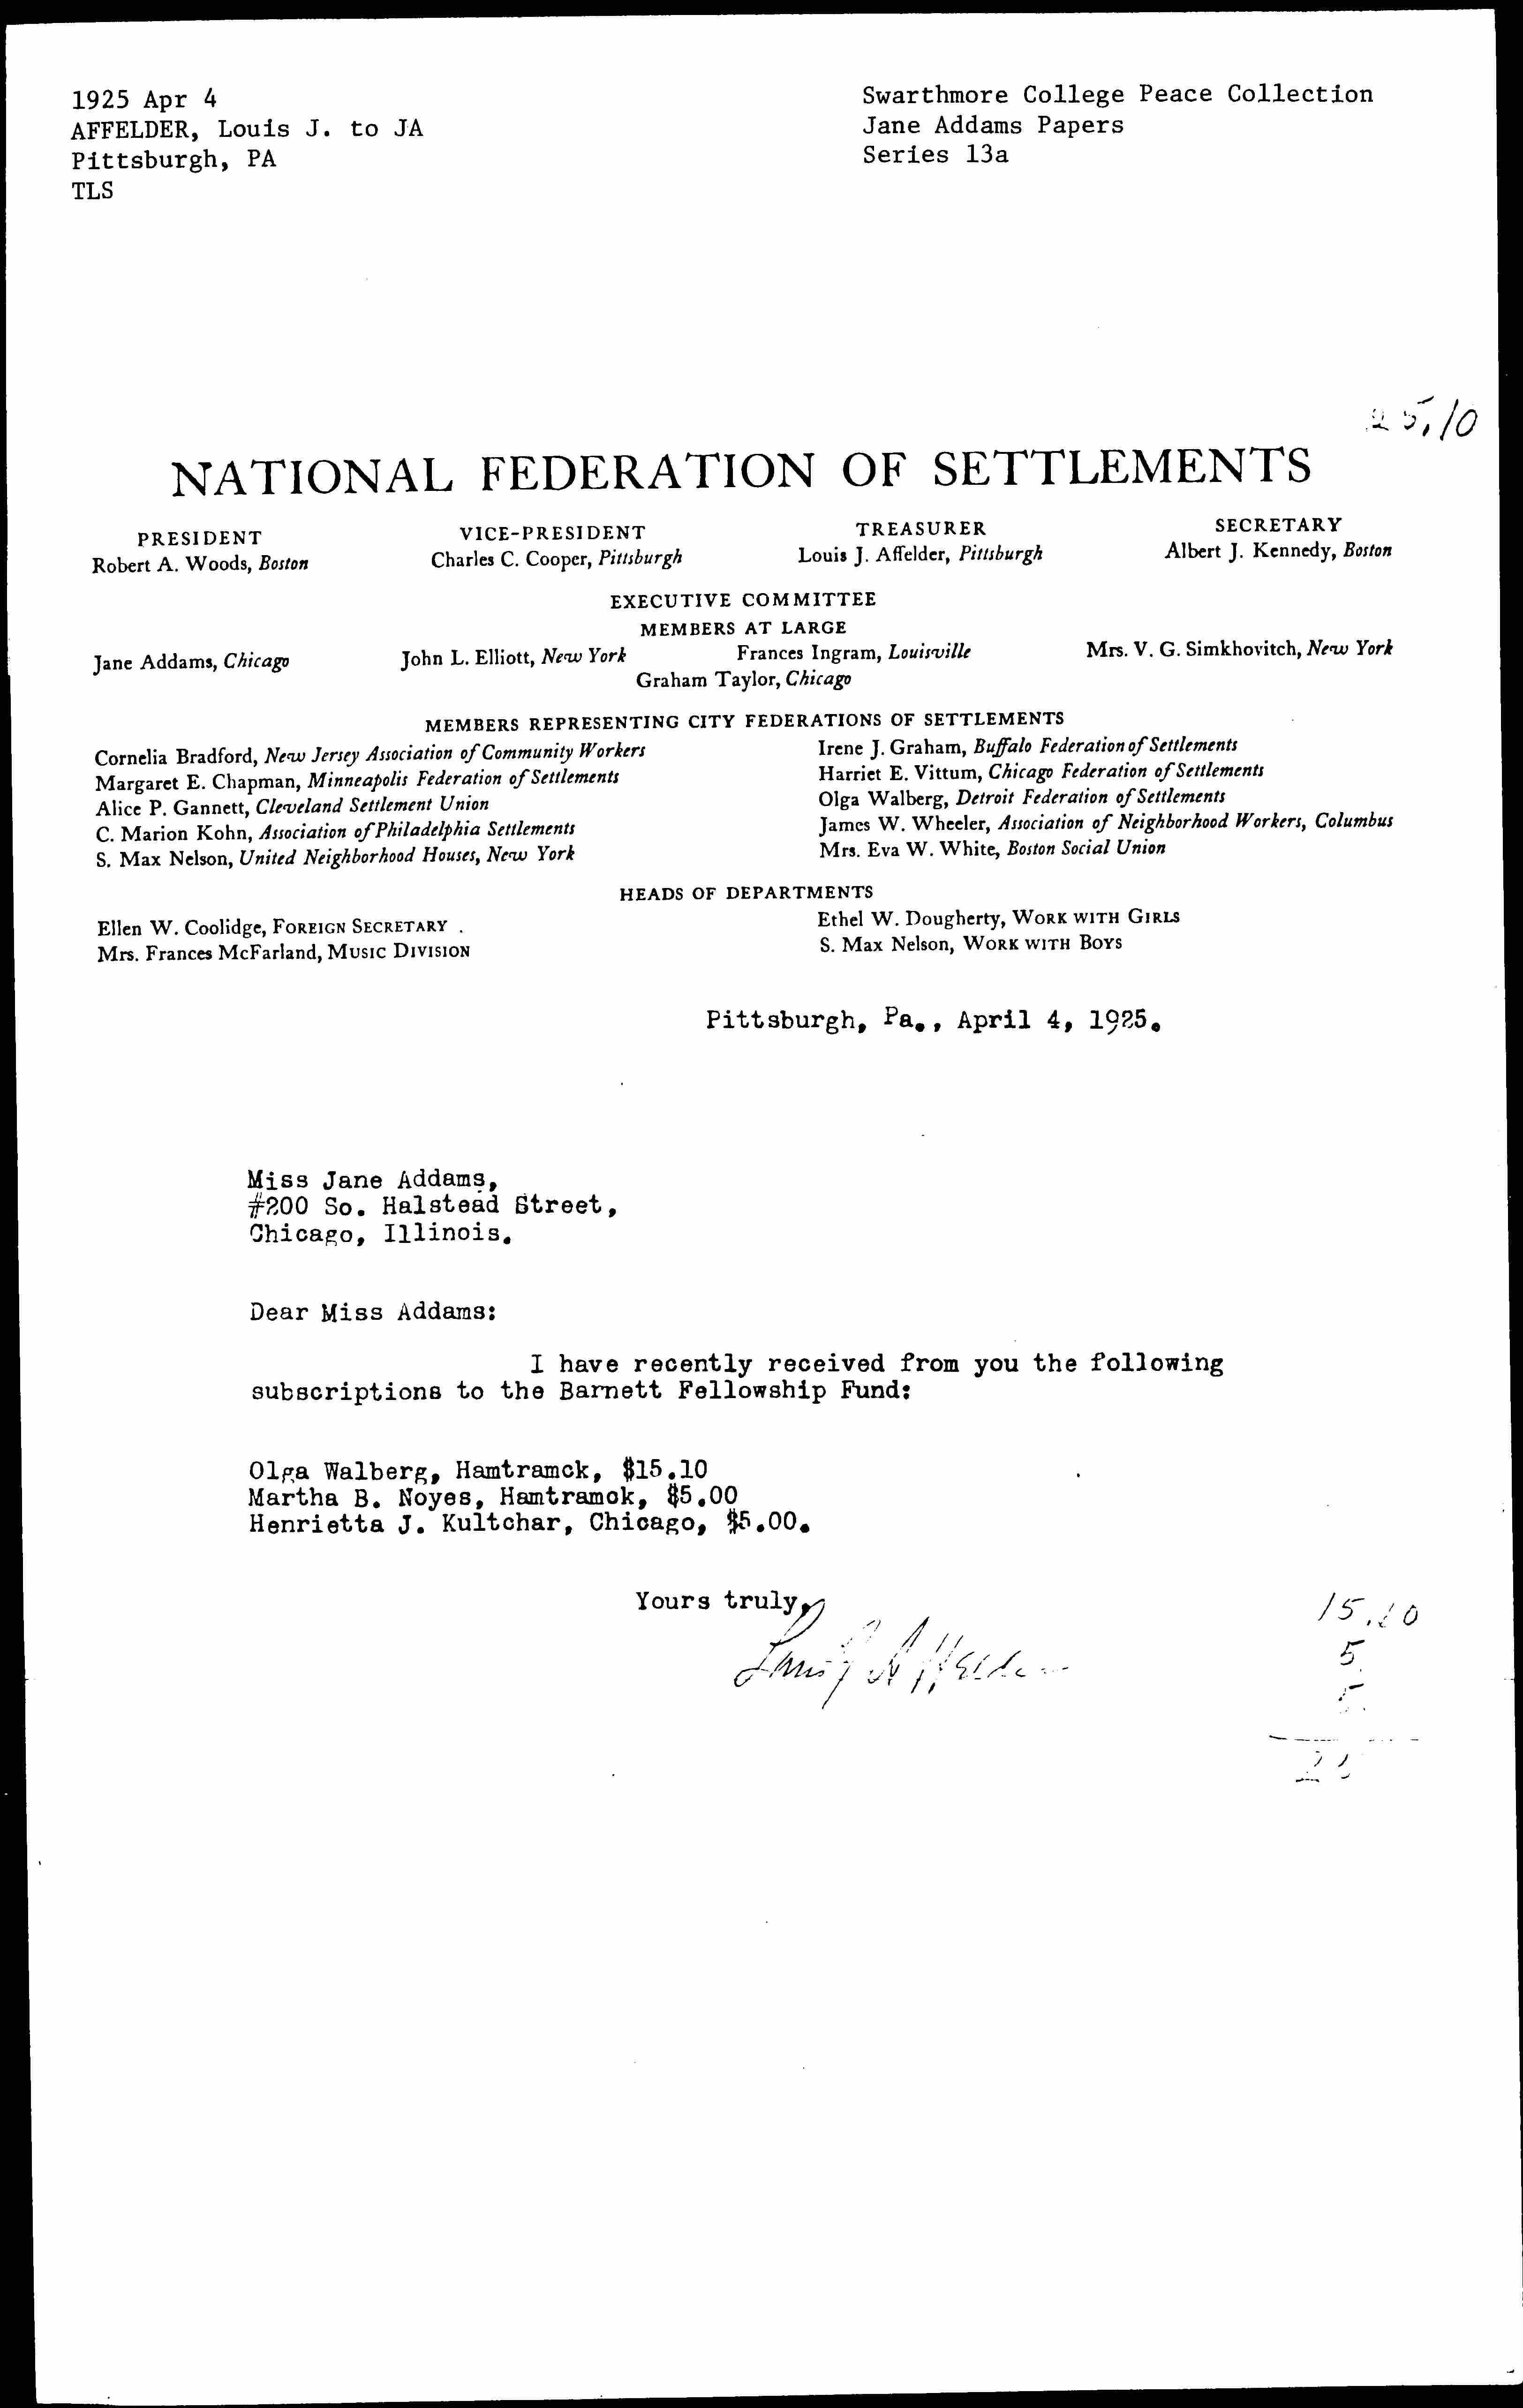 1925 Apr 4
AFFELDER, Louis J. to JA
Pittsburgh, PA
TLS
Swarthmore College Peace Collection
Jane Addams Papers
Series 13a
25.10
NATIONAL FEDERATION OF SETTLEMENTS
PRESIDENT
Robert A. Woods, Boston
VICE-PRESIDENT
Charles C. Cooper, Pittsburgh
TREASURER
Louis J. Affelder, Pittsburgh
SECRETARY
Albert J. Kennedy, Boston
EXECUTIVE COMMITTEE
MEMBERS AT LARGE
Jane Addams, Chicago
John L. Elliott, New York
Frances Ingram, Louisville
Mrs. V. G. Simkhovitch, New York
Graham Taylor, Chicago
MEMBERS REPRESENTING CITY FEDERATIONS OF SETTLEMENTS
Cornelia Bradford, New Jersey Association of Community Workers
Margaret E. Chapman, Minneapolis Federation of Settlements
Alice P. Gannett, Cleveland Settlement Union
C. Marion Kohn, Association of Philadelphia Settlements
S. Max Nelson, United Neighborhood Houses, New York
Irene J. Graham, Buffalo Federation of Settlements
Harriet E. Vittum, Chicago Federation of Settlements
Olga Walberg, Detroit Federation of Settlements
James W. Wheeler, Association of Neighborhood Workers, Columbus
Mrs. Eva W. White, Boston Social Union
HEADS OF DEPARTMENTS
Ellen W. Coolidge, FOREIGN SECRETARY .
Mrs. Frances McFarland, MUSIC DIVISION
Ethel W. Dougherty, WORK WITH GIRLS
S. Max Nelson, WORK WITH BOYS
Pittsburgh, Pa., April 4, 1925.
Miss Jane Addams,
#200 So. Halstead Street,
Chicago, Illinois.
Dear Miss Addams:
I have recently received from you the following
subscriptions to the Barnett Fellowship Fund:
Olga Walberg, Hamtramck, $15.10
Martha B. Noyes, Hamtramck, $5.00
Henrietta J. Kultchar, Chicago, $5.00.
Yours truly,
Louis J Affelder
15.10
5
5.